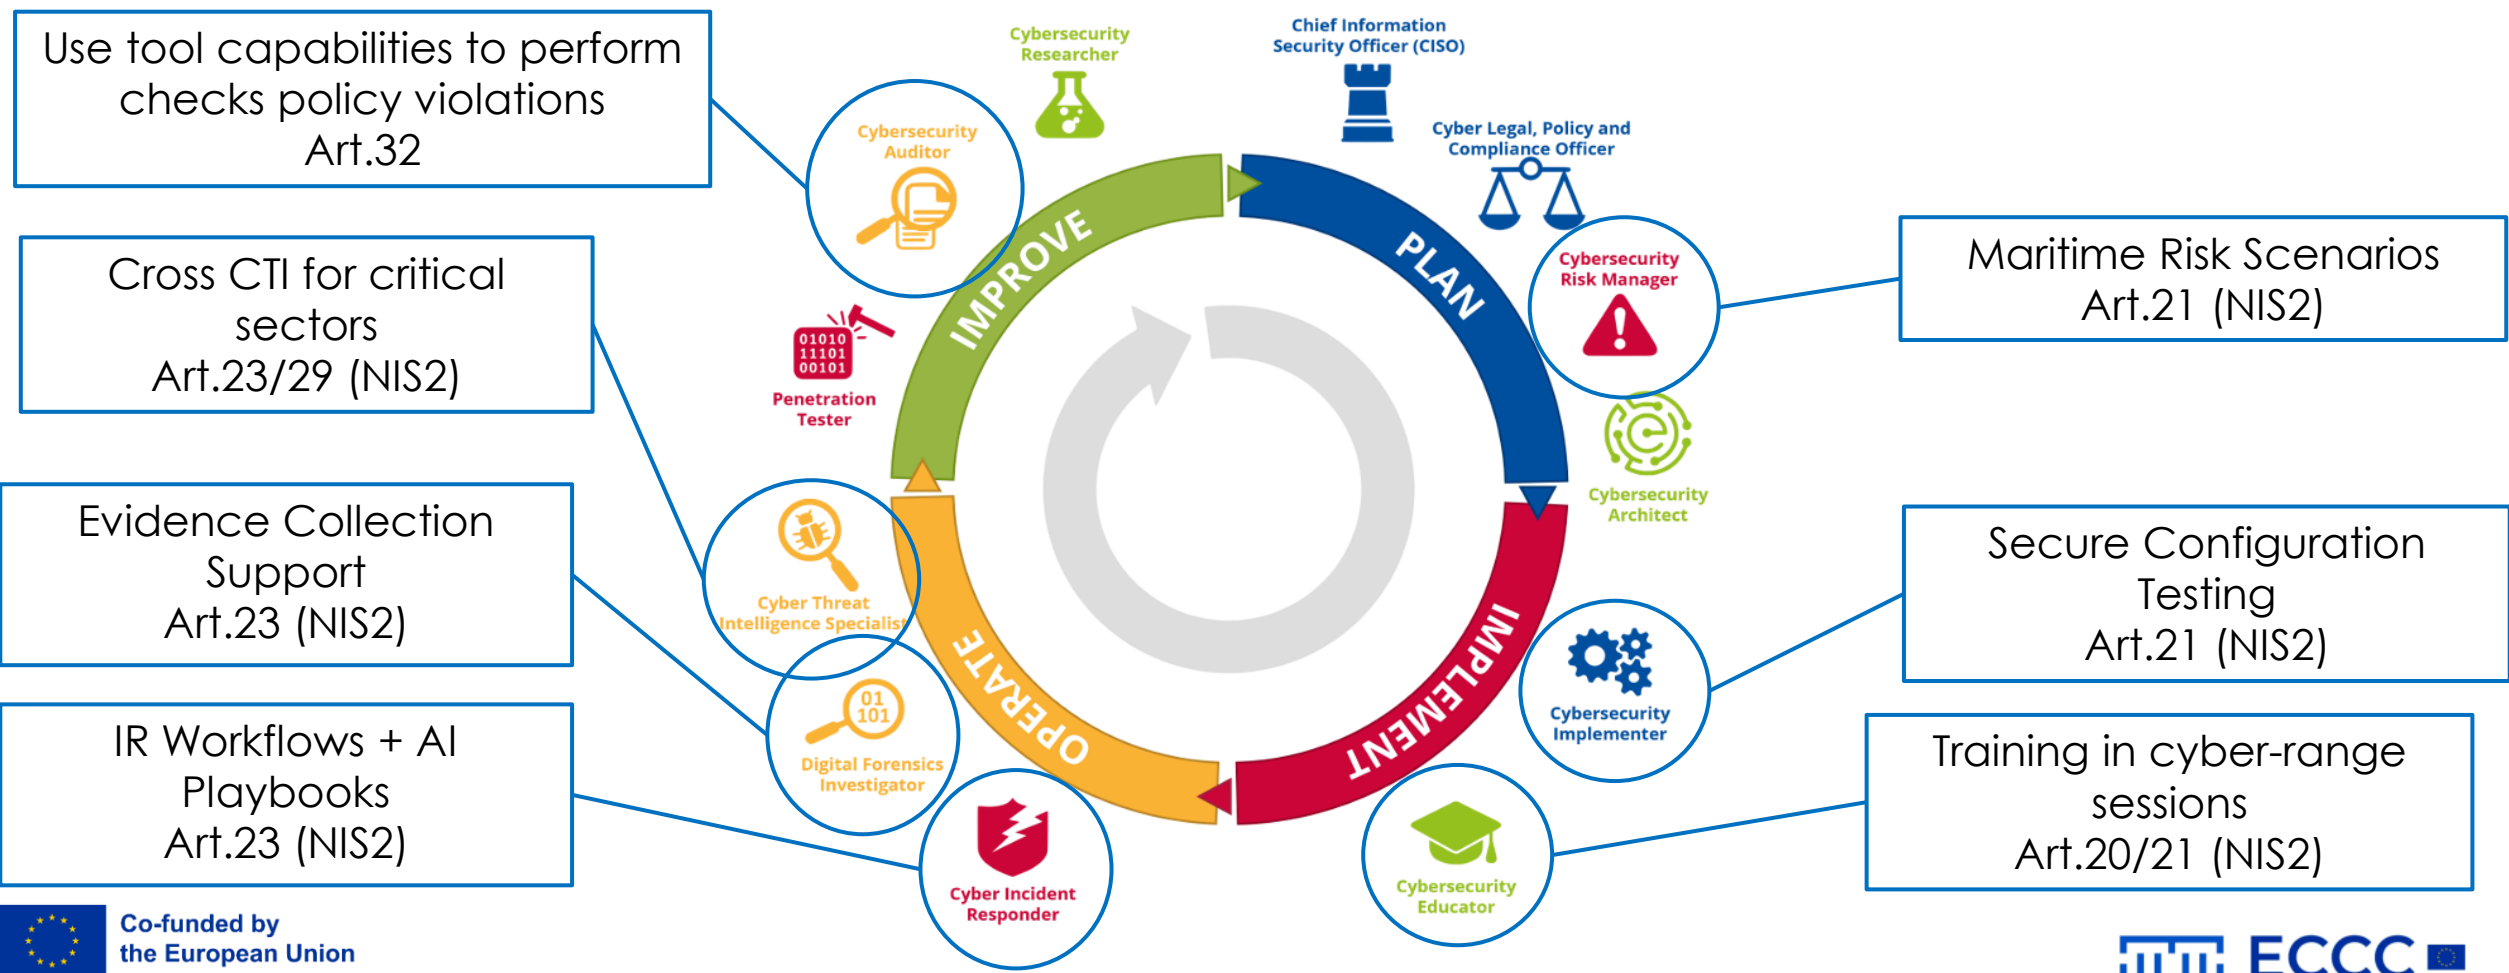 Use tool capabilities to perform
checks policy violations
Art.32
Cross CTI for critical
sectors
Art.23/29 (NIS2)
Evidence Collection
Support
Art.23 (NIS2)
IR Workflows + AI
Playbooks
Art.23 (NIS2)
Cybersecurity
Researcher
Chief Information
Security Officer (CISO)
Cybersecurity
Auditor
Cyber Legal, Policy and
Compliance Officer
Cybersecurity
Risk Manager
01010
11101
00101
Penetration
Tester
Cybersecurity
Architect
Cyber Threat
Intelligence Specialist
01
101
Digital Forensics
Investigator
Cybersecurity
Implementer
Cyber Incident
Responder
Cybersecurity
Educator
IMPROVE
PLAN
OPERATE
IMPLEMENT
Maritime Risk Scenarios
Art.21 (NIS2)
Secure Configuration
Testing
Art.21 (NIS2)
Training in cyber-range
sessions
Art.20/21 (NIS2)
Co-funded by
the European Union
ECCC